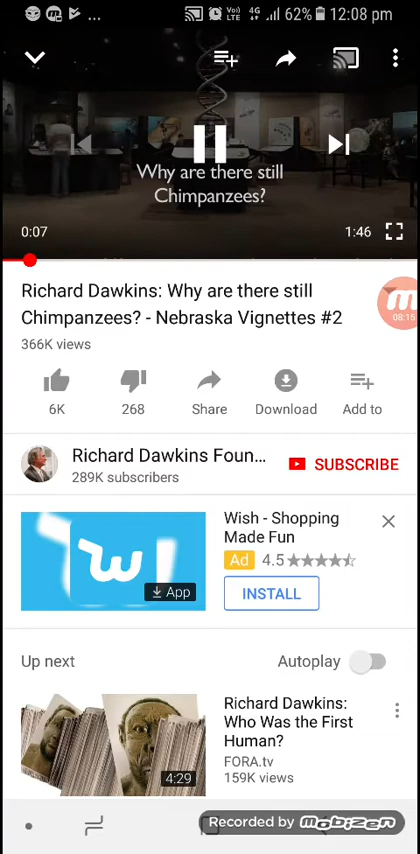 ... Vo)) LTE 4G 62% 12:08 pm
Why are there still
Chimpanzees?
0:07 1:46
Richard Dawkins: Why are there still
Chimpanzees? - Nebraska Vignettes #2
366K views
08:15
6K 268 Share Download Add to
Richard Dawkins Foun...
289K subscribers
SUBSCRIBE
Wish - Shopping
Made Fun
Ad 4.5
INSTALL
App
Up next Autoplay
Richard Dawkins:
Who Was the First
Human?
FORA.tv
159K views
4:29
Recorded by mobizen